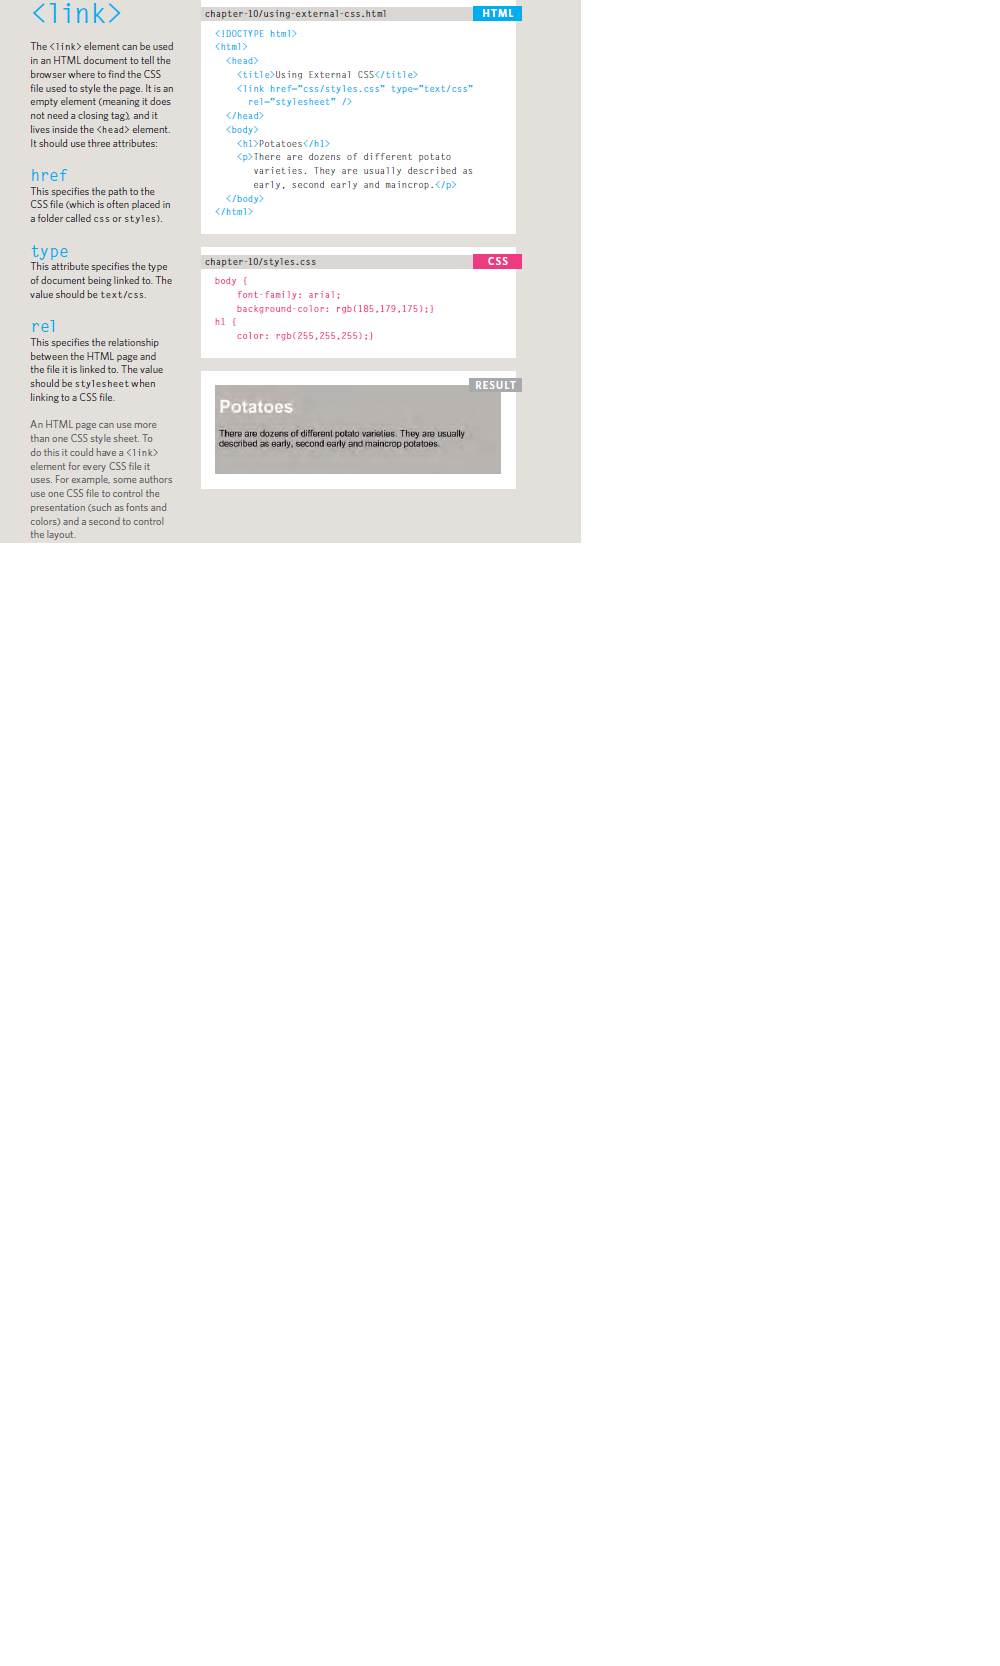 <link>
The <link> element can be used
in an HTML document to tell the
browser where to find the CSS
file used to style the page. It is an
empty element (meaning it does
not need a closing tag), and it
lives inside the <head> element.
It should use three attributes:
href
This specifies the path to the
CSS file (which is often placed in
a folder called css or styles).
type
This attribute specifies the type
of document being linked to. The
value should be text/css.
rel
This specifies the relationship
between the HTML page and
the file it is linked to. The value
should be stylesheet when
linking to a CSS file.
An HTML page can use more
than one CSS style sheet. To
do this it could have a <link>
element for every CSS file it
uses. For example, some authors
use one CSS file to control the
presentation (such as fonts and
colors) and a second to control
the layout.
chapter-10/using-external-css.html HTML
<!DOCTYPE html>
<html>
<head>
<title>Using External CSS</title>
<link href="css/styles.css" type="text/css"
rel="stylesheet" />
</head>
<body>
<h1>Potatoes</h1>
<p>There are dozens of different potato
varieties. They are usually described as
early, second early and maincrop.</p>
</body>
</html>
chapter-10/styles.css CSS
body {
font-family: arial;
background-color: rgb(185,179,175);}
h1 {
color: rgb(255,255,255);}
RESULT
Potatoes
There are dozens of different potato varieties. They are usually
described as early, second early and maincrop potatoes.